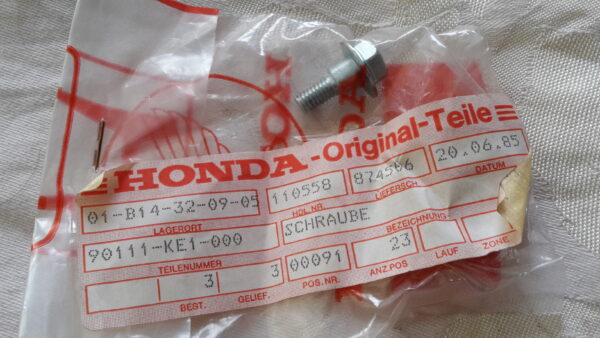 HONDA-Original-Teile
01-B14-32-09-05 110558 874506 20.06.85
LAGERORT HDL.NR. LIEFERSCH. DATUM
90111-KE1-000 SCHRAUBE
TEILENUMMER BEZEICHNUNG
3 3 00091 23
BEST. GELIEF. POS.NR. ANZ.POS LAUF ZONE